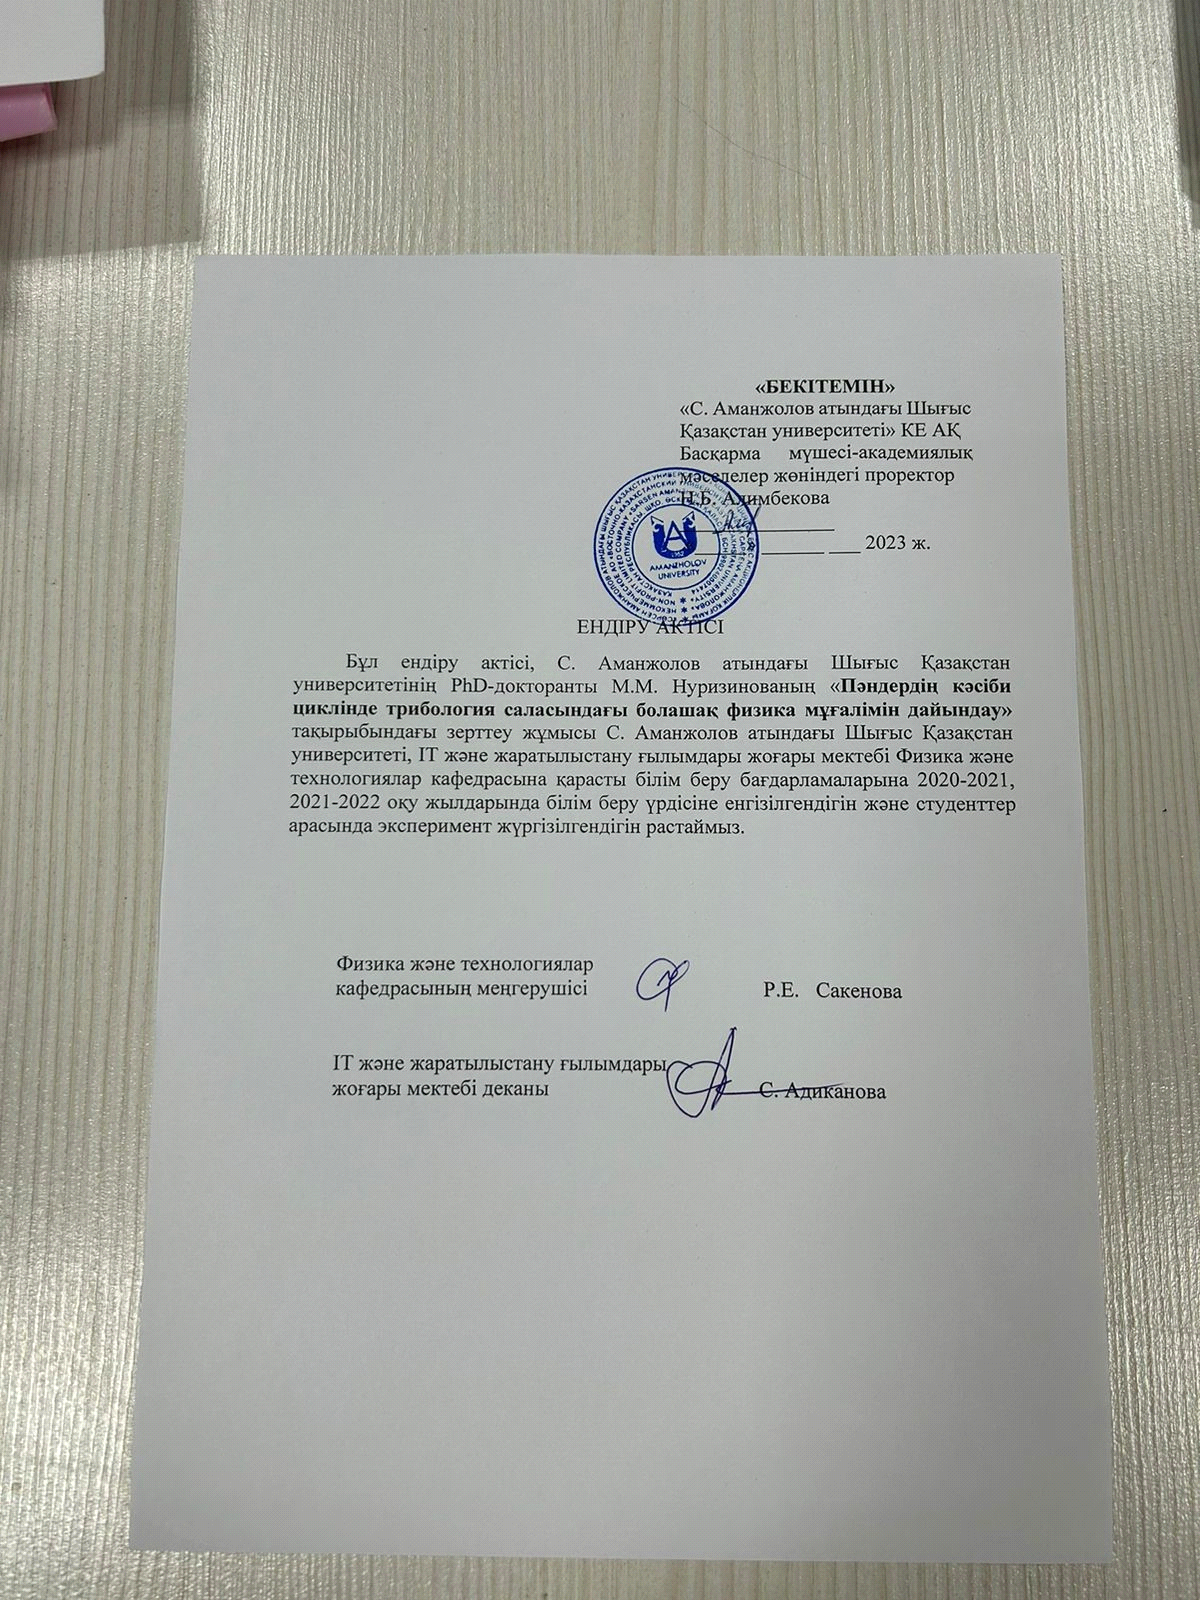 «БЕКІТЕМІН»
«С. Аманжолов атындағы Шығыс
Қазақстан университеті» КЕ АҚ
Басқарма мүшесі-академиялық
мәселелер жөніндегі проректор
Н.Б. Алимбекова
2023 ж.
AMANZHOLOV
UNIVERSITY
ЕНДІРУ АКТІСІ
Бұл ендіру актісі, С. Аманжолов атындағы Шығыс Қазақстан
университетінің PhD-докторанты М.М. Нуризинованың «Пәндердің кәсіби
циклінде трибология саласындағы болашақ физика мұғалімін дайындау»
тақырыбындағы зерттеу жұмысы С. Аманжолов атындағы Шығыс Қазақстан
университеті, IT және жаратылыстану ғылымдары жоғары мектебі Физика және
технологиялар кафедрасына қарасты білім беру бағдарламаларына 2020-2021,
2021-2022 оқу жылдарында білім беру үрдісіне енгізілгендігін және студенттер
арасында эксперимент жүргізілгендігін растаймыз.
Физика және технологиялар
кафедрасының меңгерушісі Р.Е. Сакенова
IT және жаратылыстану ғылымдары
жоғары мектебі деканы С. Адиканова